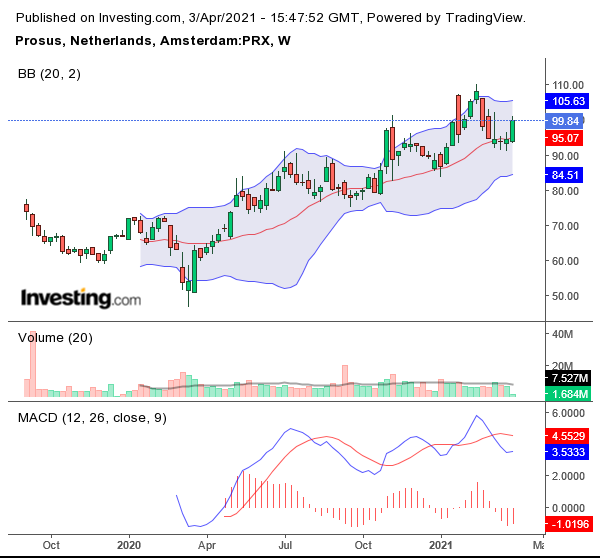 Published on Investing.com, 3/Apr/2021 - 15:47:52 GMT, Powered by TradingView.
Prosus, Netherlands, Amsterdam:PRX, W
BB (20, 2)
110.00
105.63
99.84
95.07
90.00
84.51
80.00
70.00
60.00
50.00
Investing.com
Volume (20)
40M
20M
7.527M
1.684M
MACD (12, 26, close, 9)
6.0000
4.5529
3.5333
2.0000
0.0000
-1.0196
Oct 2020 Apr Jul Oct 2021